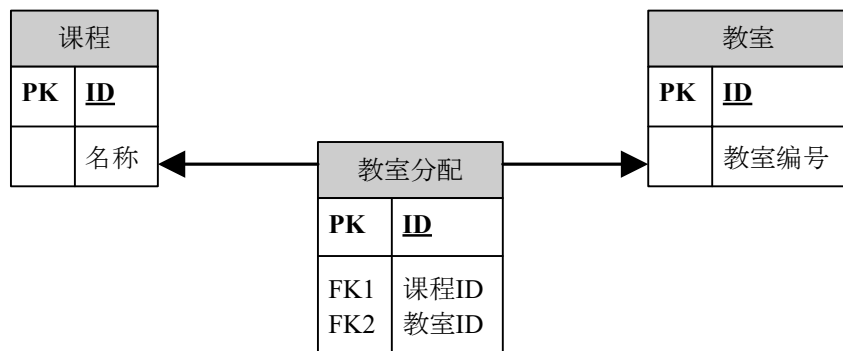 课程
PK ID
名称
教室
PK ID
教室编号
教室分配
PK ID
FK1 课程ID
FK2 教室ID